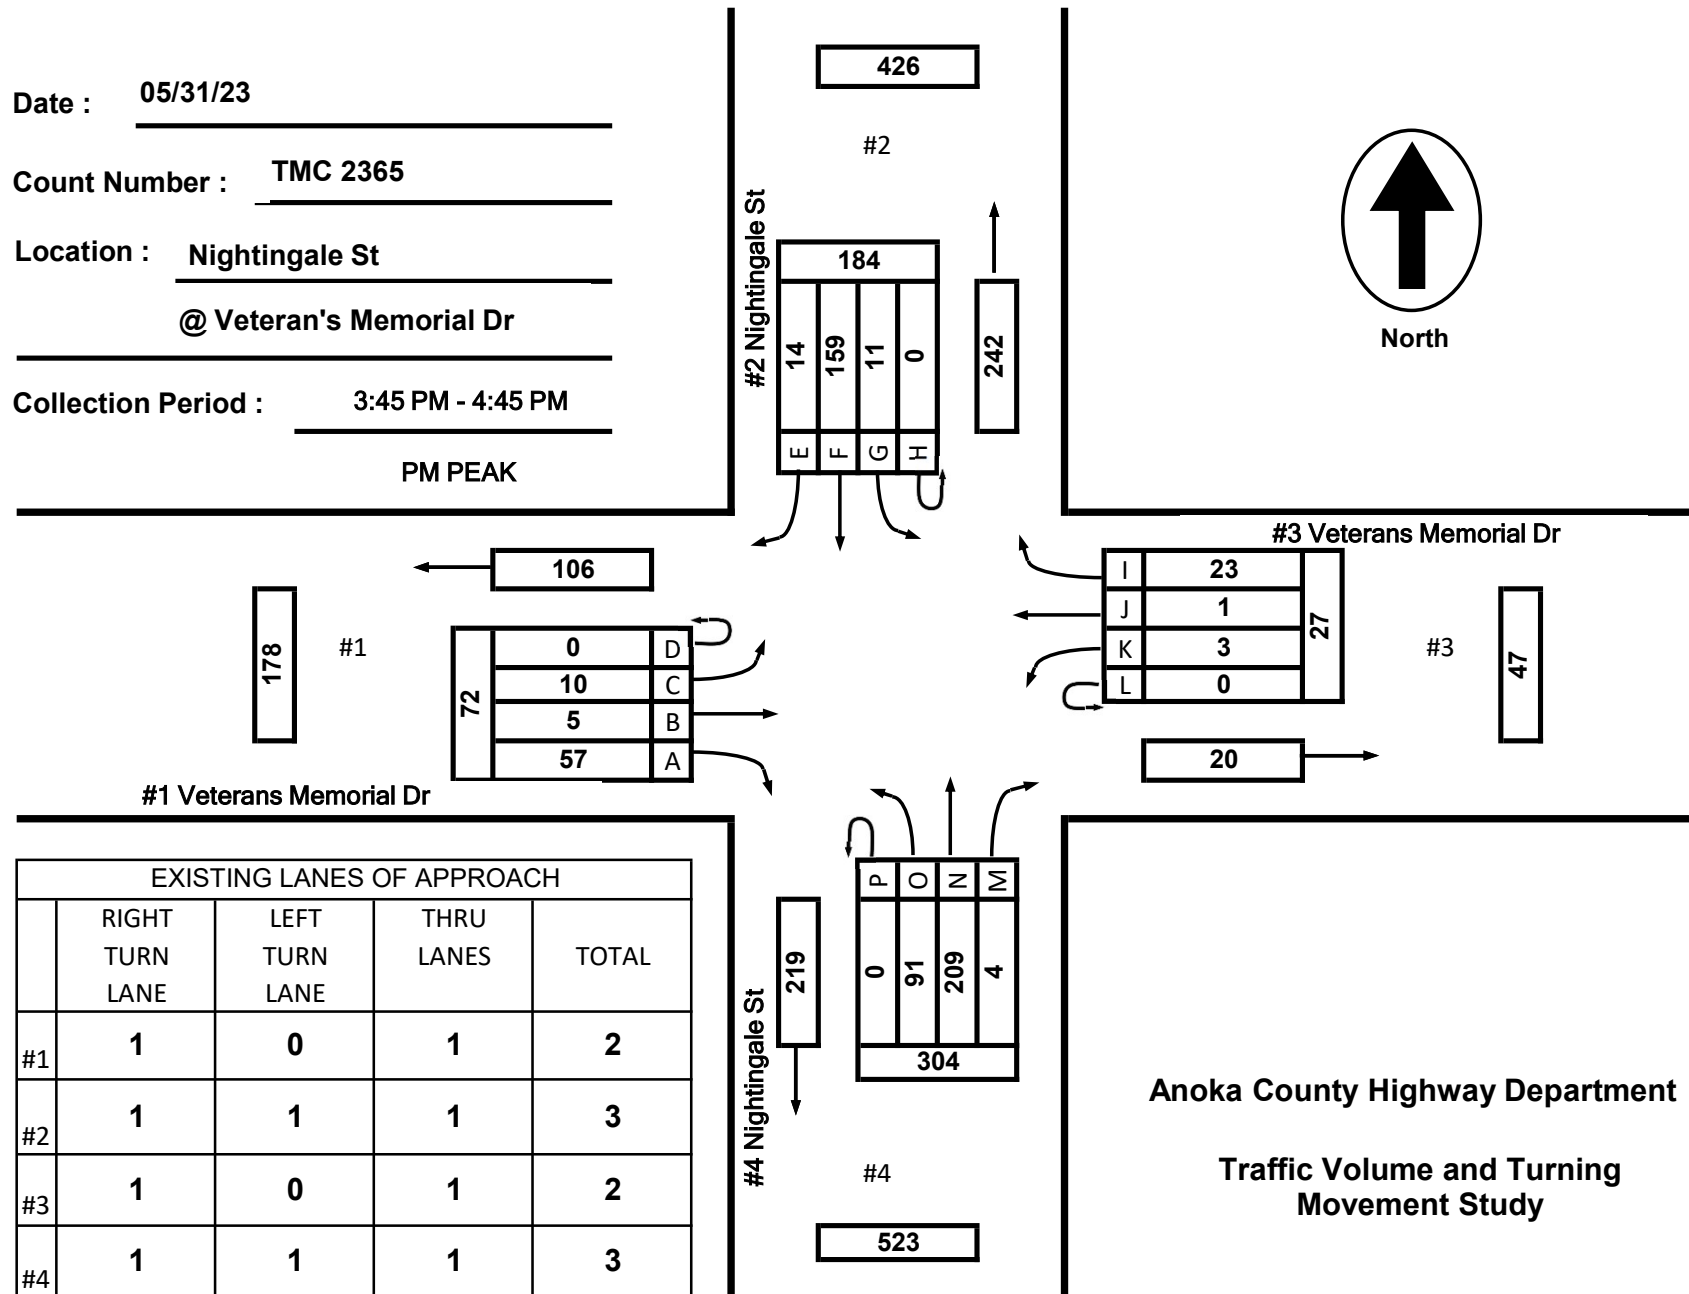 Date : 05/31/23
Count Number : TMC 2365
Location : Nightingale St
@ Veteran's Memorial Dr
Collection Period : 3:45 PM - 4:45 PM
PM PEAK
426
#2
#2 Nightingale St
184
14 159 11 0
E F G H
242
North
#3 Veterans Memorial Dr
106
178
#1
72
0 D
10 C
5 B
57 A
#1 Veterans Memorial Dr
I 23
J 1
K 3
L 0
27
#3
47
20
P O N M
0 91 209 4
304
219
#4 Nightingale St
#4
523
EXISTING LANES OF APPROACH
RIGHT LEFT THRU
TURN TURN LANES TOTAL
LANE LANE
#1 1 0 1 2
#2 1 1 1 3
#3 1 0 1 2
#4 1 1 1 3
Anoka County Highway Department
Traffic Volume and Turning
Movement Study